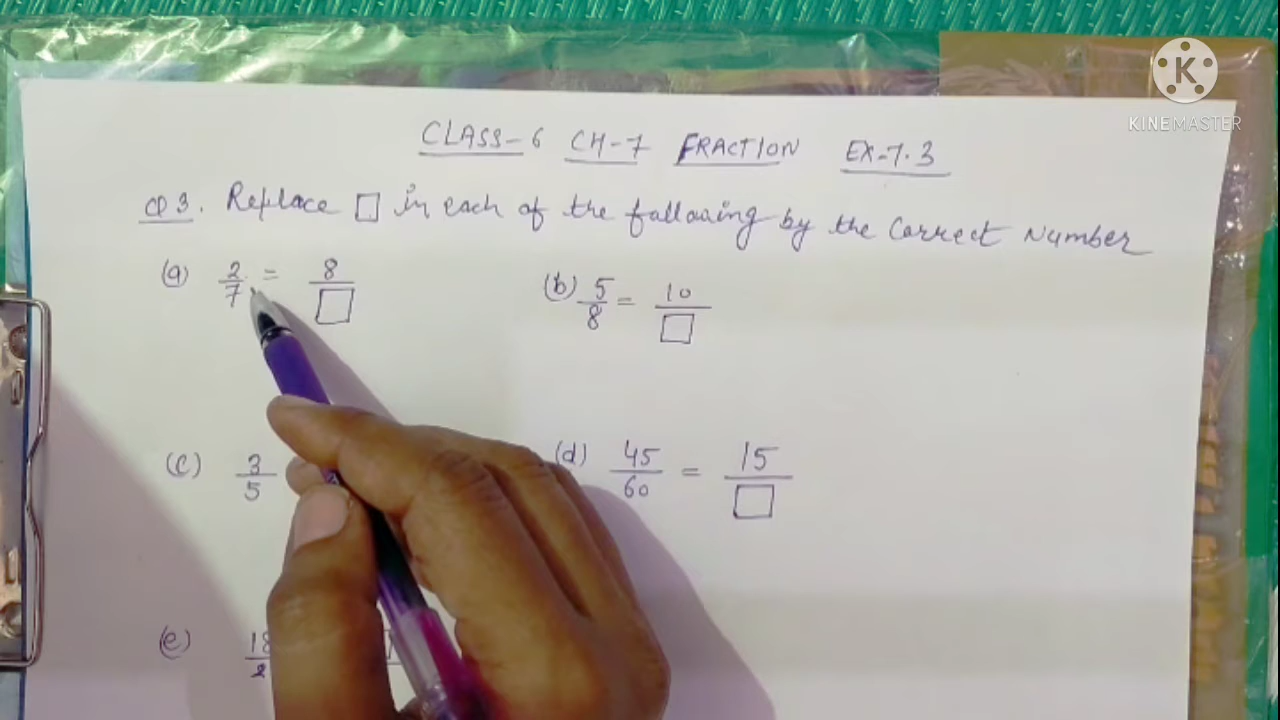 KINEMASTER
CLASS-6 CH-7 FRACTION EX-7.3
Q3. Replace □ in each of the following by the Correct Number
(a) 2/7 = 8/□
(b) 5/8 = 10/□
(c) 3/5
(d) 45/60 = 15/□
(e)